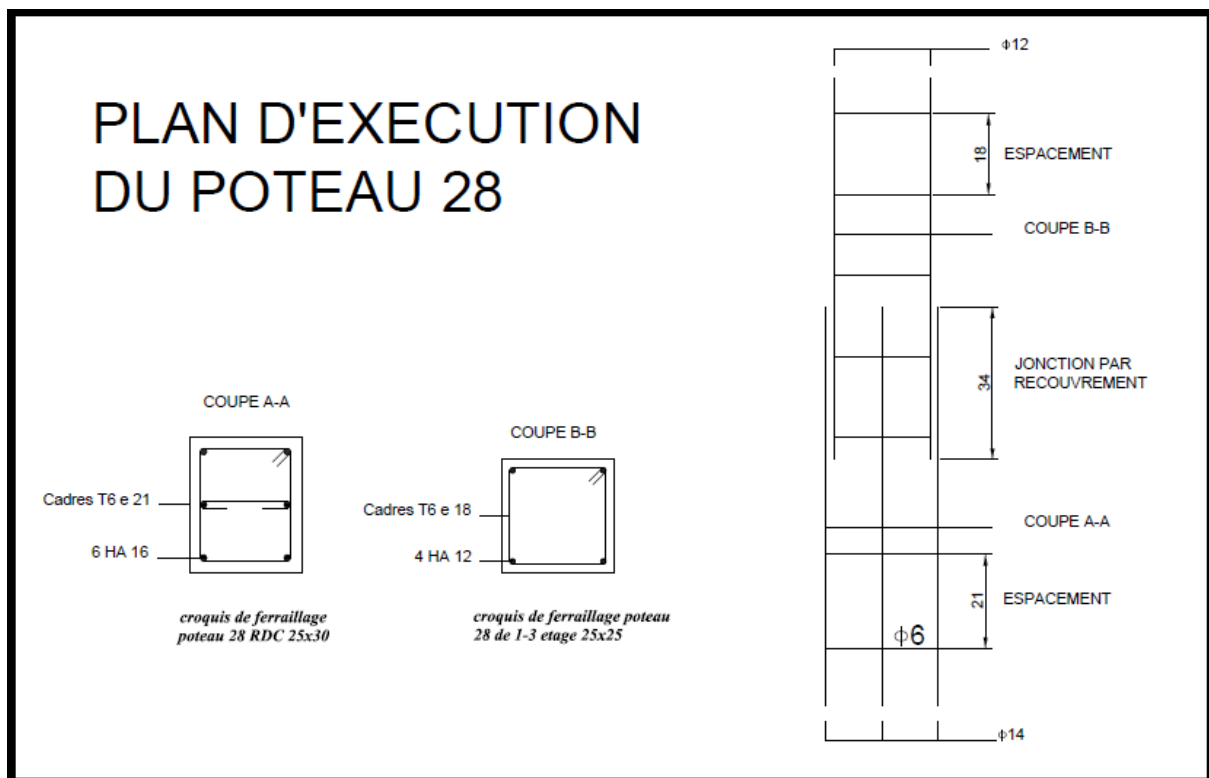 PLAN D'EXECUTION
DU POTEAU 28
COUPE A-A
Cadres T6 e 21
6 HA 16
croquis de ferraillage
poteau 28 RDC 25x30
COUPE B-B
Cadres T6 e 18
4 HA 12
croquis de ferraillage poteau
28 de 1-3 etage 25x25
ϕ12
18
ESPACEMENT
COUPE B-B
34
JONCTION PAR
RECOUVREMENT
COUPE A-A
21
ESPACEMENT
ϕ6
ϕ14